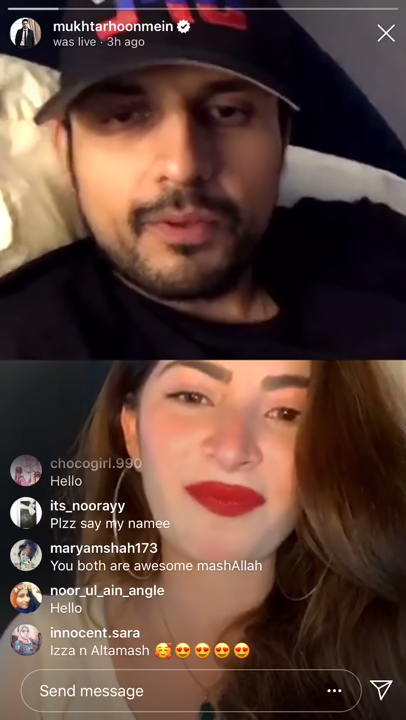 mukhtarhoonmein
was live · 3h ago
chocogirl.990
Hello
its_noorayy
Plzz say my namee
maryamshah173
You both are awesome mashAllah
noor_ul_ain_angle
Hello
innocent.sara
Izza n Altamash 🥰😍😍😍😍
Send message